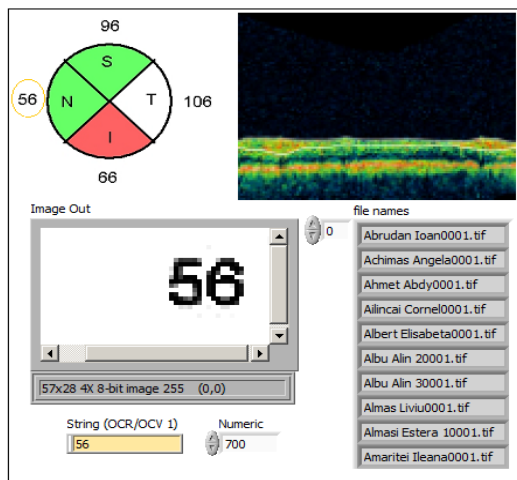 96
S
56
N
T
106
I
66
Image Out
56
57x28 4X 8-bit image 255 (0,0)
String (OCR/OCV 1)
56
Numeric
700
0
file names
Abrudan Ioan0001.tif
Achimas Angela0001.tif
Ahmet Abdy0001.tif
Ailincai Cornel0001.tif
Albert Elisabeta0001.tif
Albu Alin 20001.tif
Albu Alin 30001.tif
Almas Liviu0001.tif
Almasi Estera 10001.tif
Amaritei Ileana0001.tif